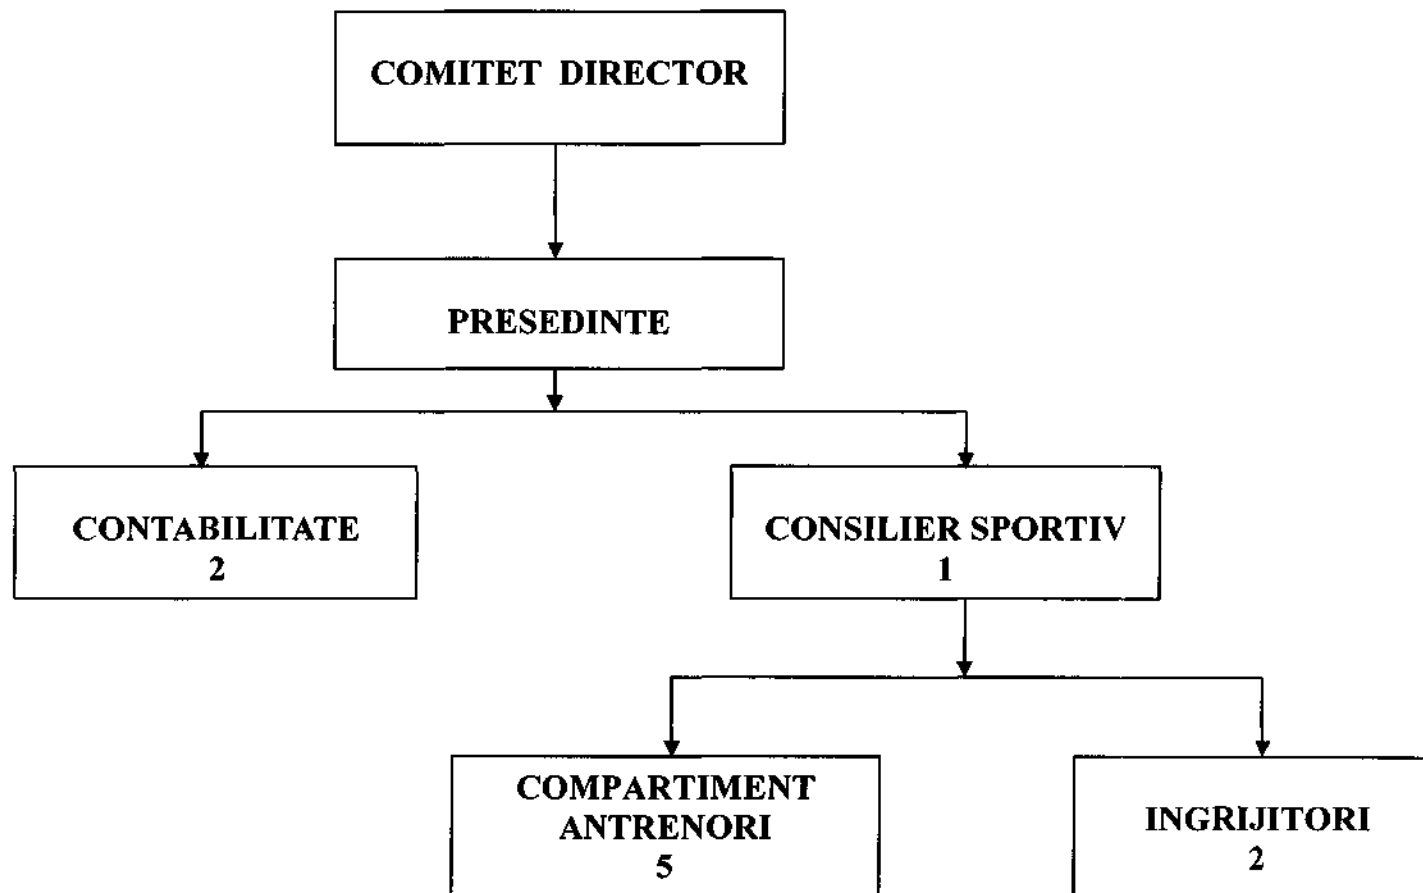 COMITET DIRECTOR
PRESEDINTE
CONTABILITATE
2
CONSILIER SPORTIV
1
COMPARTIMENT
ANTRENORI
5
INGRIJITORI
2